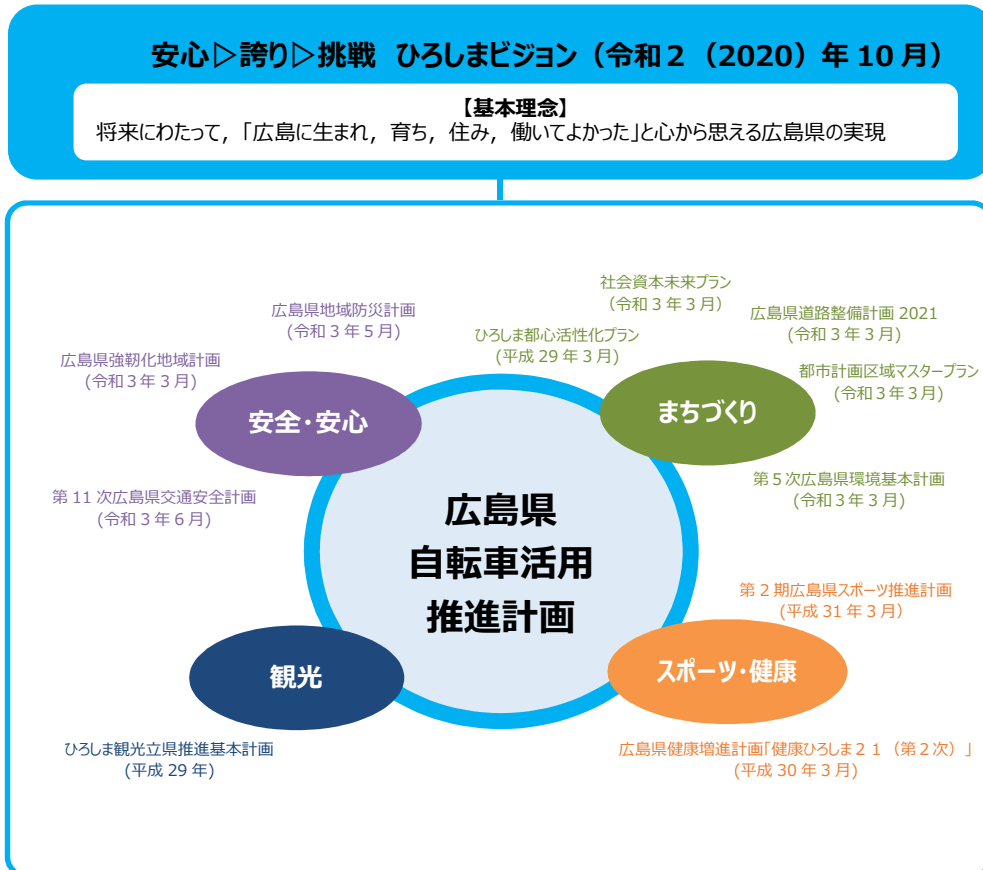 安心▷誇り▷挑戦 ひろしまビジョン（令和２（2020）年 10 月）
【基本理念】
将来にわたって，「広島に生まれ，育ち，住み，働いてよかった」と心から思える広島県の実現
社会資本未来プラン
（令和３年３月）
広島県地域防災計画
(令和３年５月)
広島県道路整備計画 2021
(令和３年３月)
ひろしま都心活性化プラン
(平成 29 年３月)
広島県強靭化地域計画
(令和３年３月)
都市計画区域マスタープラン
(令和３年３月)
安全・安心
まちづくり
第５次広島県環境基本計画
(令和３年３月)
第 11 次広島県交通安全計画
(令和３年６月)
広島県
自転車活用
推進計画
第２期広島県スポーツ推進計画
(平成 31 年３月）
観光
スポーツ・健康
ひろしま観光立県推進基本計画
(平成 29 年)
広島県健康増進計画「健康ひろしま２１（第２次）」
(平成 30 年３月)